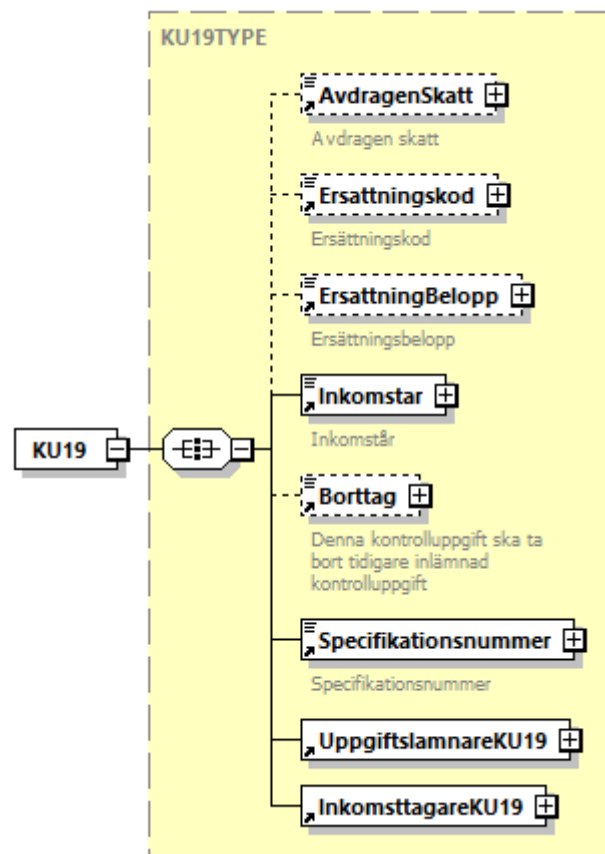 KU19TYPE
AvdragenSkatt
Avdragen skatt
Ersattningskod
Ersättningskod
ErsattningBelopp
Ersättningsbelopp
Inkomstar
Inkomstår
KU19
Borttag
Denna kontrolluppgift ska ta
bort tidigare inlämnad
kontrolluppgift
Specifikationsnummer
Specifikationsnummer
UppgiftslamnareKU19
InkomsttagareKU19